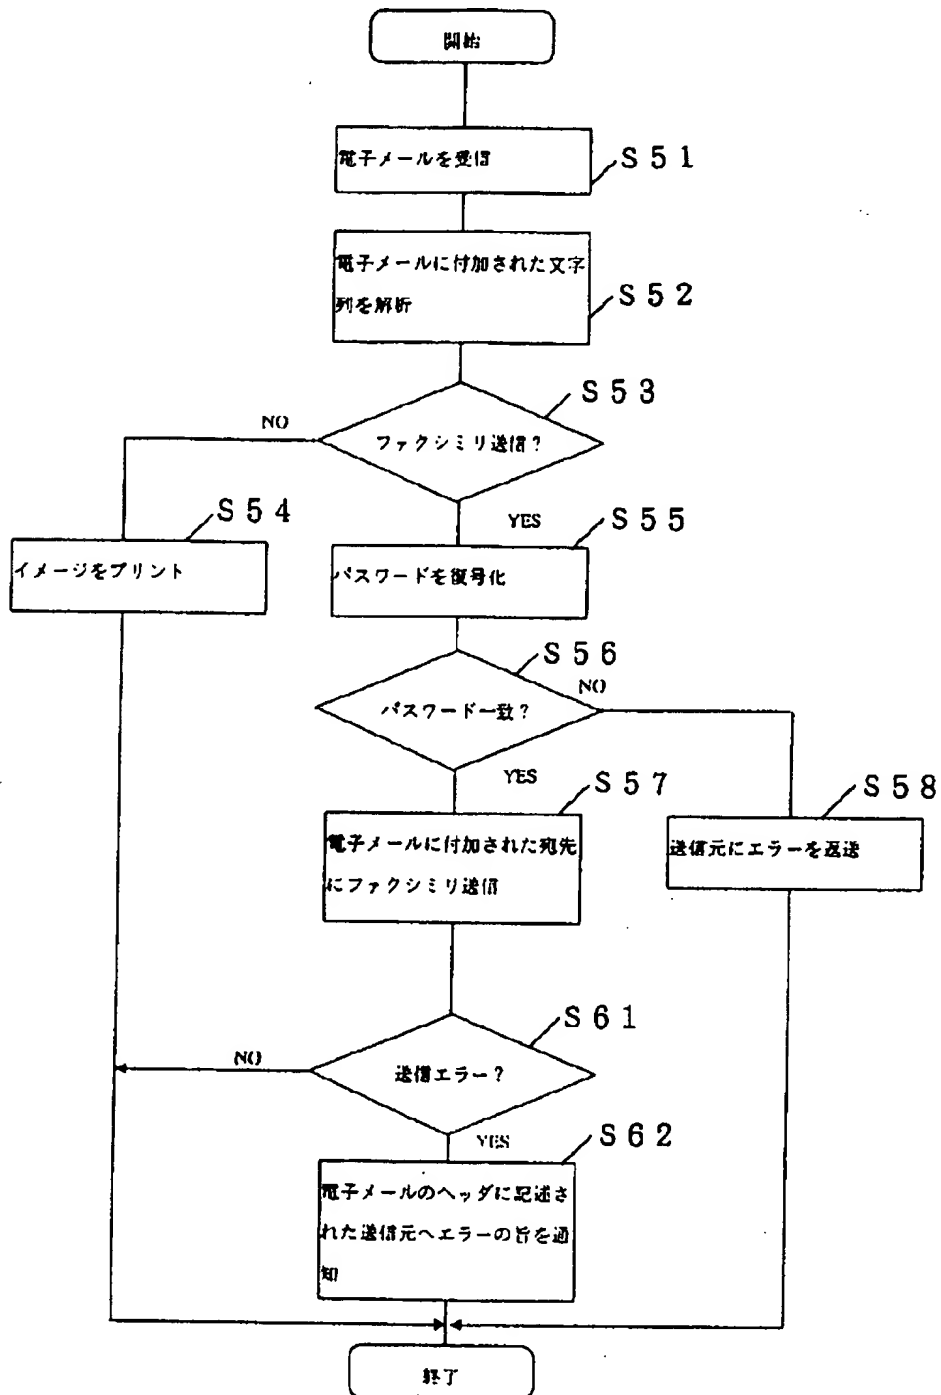 開始
電子メールを受信
S51
電子メールに付加された文字
列を解析
S52
S53
ファクシミリ送信?
NO
YES
S54
イメージをプリント
S55
パスワードを復号化
S56
パスワード一致?
NO
YES
S57
電子メールに付加された宛先
にファクシミリ送信
S58
送信元にエラーを返送
S61
送信エラー?
NO
YES
S62
電子メールのヘッダに記述さ
れた送信元へエラーの旨を通
知
終了